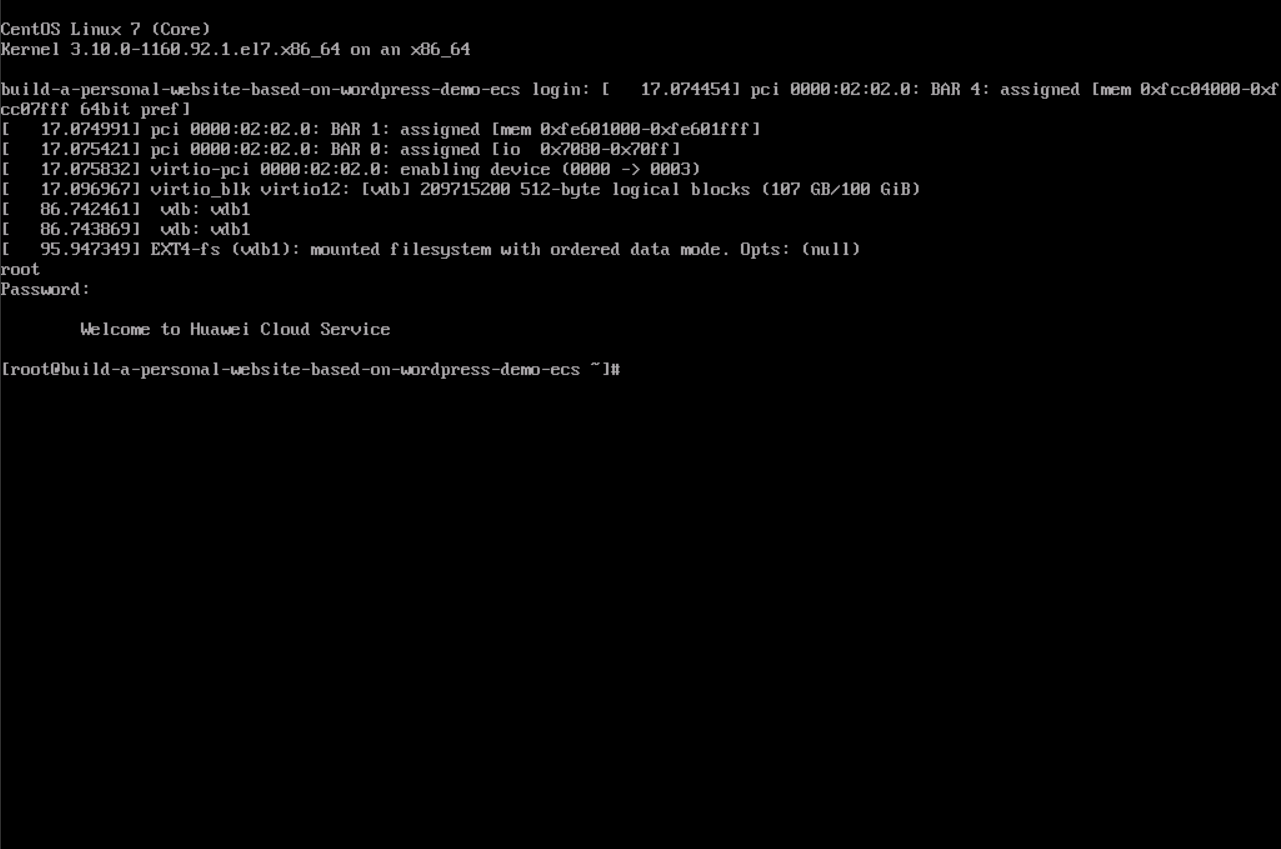 CentOS Linux 7 (Core)
Kernel 3.10.0-1160.92.1.el7.x86_64 on an x86_64
build-a-personal-website-based-on-wordpress-demo-ecs login: [   17.074454] pci 0000:02:02.0: BAR 4: assigned [mem 0xfcc04000-0xf
cc07fff 64bit pref]
[   17.074991] pci 0000:02:02.0: BAR 1: assigned [mem 0xfe601000-0xfe601fff]
[   17.075421] pci 0000:02:02.0: BAR 0: assigned [io  0x7080-0x70ff]
[   17.075832] virtio-pci 0000:02:02.0: enabling device (0000 -> 0003)
[   17.096967] virtio_blk virtio12: [vdb] 209715200 512-byte logical blocks (107 GB/100 GiB)
[   86.742461]  vdb: vdb1
[   86.743869]  vdb: vdb1
[   95.947349] EXT4-fs (vdb1): mounted filesystem with ordered data mode. Opts: (null)
root
Password:
Welcome to Huawei Cloud Service
[root@build-a-personal-website-based-on-wordpress-demo-ecs ~]#